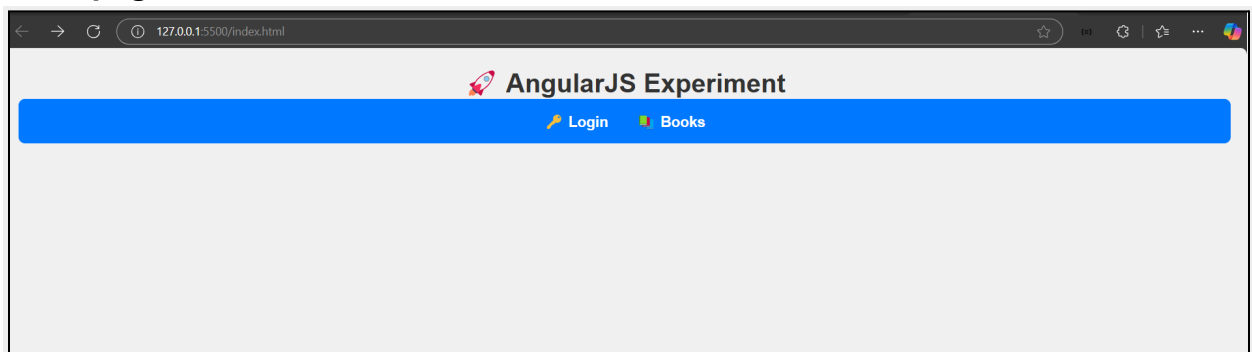 127.0.0.1:5500/index.html
🚀 AngularJS Experiment
🔑 Login 📚 Books